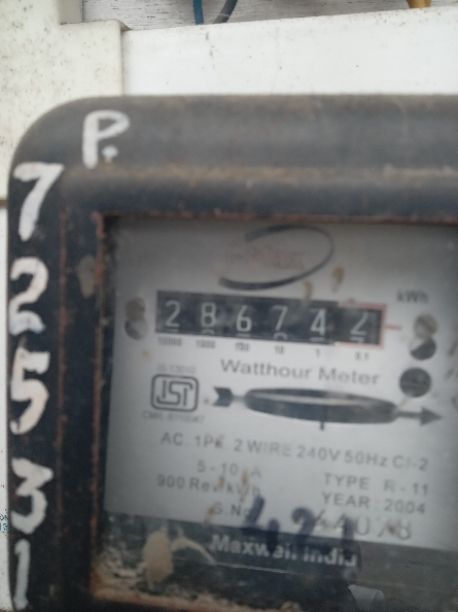 P.
7
2
5
3
1
kWh
2 8 6 7 4 2
10000 1000 100 10 1 0.1
Watthour Meter
ISI
AC. 1PH. 2 WIRE 240V 50Hz Cl-2
5 - 10 A TYPE R - 11
900 Rev/kWh YEAR : 2004
S.No.
421
Maxwell India